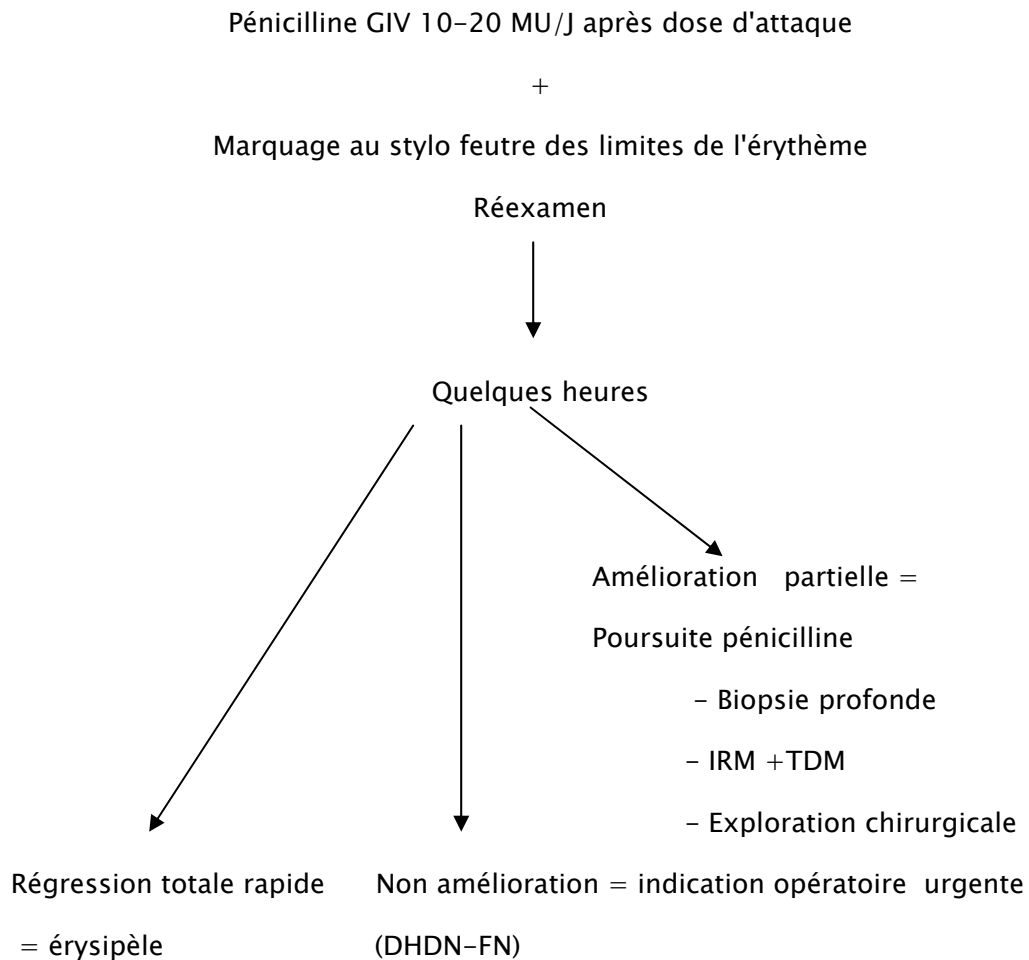 Pénicilline GIV 10-20 MU/J après dose d'attaque
+
Marquage au stylo feutre des limites de l'érythème
Réexamen
Quelques heures
Amélioration partielle =
Poursuite pénicilline
- Biopsie profonde
- IRM +TDM
- Exploration chirurgicale
Régression totale rapide
= érysipèle
Non amélioration = indication opératoire urgente
(DHDN-FN)